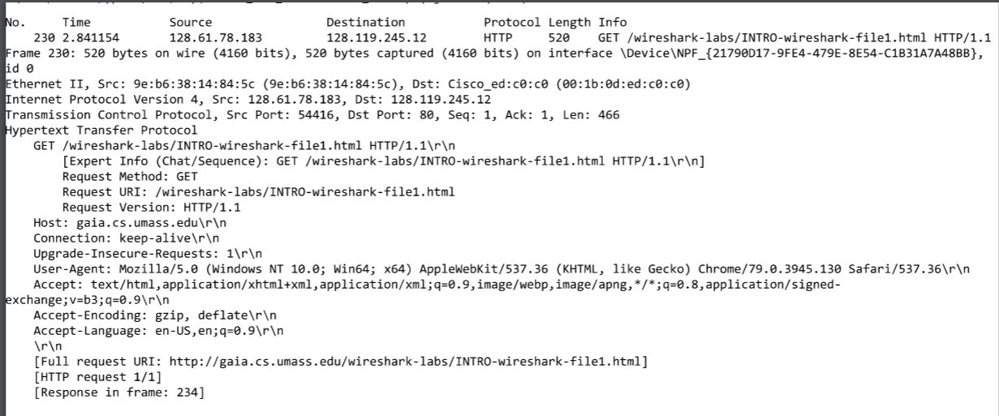 No. Time Source Destination Protocol Length Info
230 2.841154 128.61.78.183 128.119.245.12 HTTP 520 GET /wireshark-labs/INTRO-wireshark-file1.html HTTP/1.1
Frame 230: 520 bytes on wire (4160 bits), 520 bytes captured (4160 bits) on interface \Device\NPF_{21790D17-9FE4-479E-8E54-C1B31A7A48BB},
id 0
Ethernet II, Src: 9e:b6:38:14:84:5c (9e:b6:38:14:84:5c), Dst: Cisco_ed:c0:c0 (00:1b:0d:ed:c0:c0)
Internet Protocol Version 4, Src: 128.61.78.183, Dst: 128.119.245.12
Transmission Control Protocol, Src Port: 54416, Dst Port: 80, Seq: 1, Ack: 1, Len: 466
Hypertext Transfer Protocol
GET /wireshark-labs/INTRO-wireshark-file1.html HTTP/1.1\r\n
[Expert Info (Chat/Sequence): GET /wireshark-labs/INTRO-wireshark-file1.html HTTP/1.1\r\n]
Request Method: GET
Request URI: /wireshark-labs/INTRO-wireshark-file1.html
Request Version: HTTP/1.1
Host: gaia.cs.umass.edu\r\n
Connection: keep-alive\r\n
Upgrade-Insecure-Requests: 1\r\n
User-Agent: Mozilla/5.0 (Windows NT 10.0; Win64; x64) AppleWebKit/537.36 (KHTML, like Gecko) Chrome/79.0.3945.130 Safari/537.36\r\n
Accept: text/html,application/xhtml+xml,application/xml;q=0.9,image/webp,image/apng,*/*;q=0.8,application/signed-
exchange;v=b3;q=0.9\r\n
Accept-Encoding: gzip, deflate\r\n
Accept-Language: en-US,en;q=0.9\r\n
\r\n
[Full request URI: http://gaia.cs.umass.edu/wireshark-labs/INTRO-wireshark-file1.html]
[HTTP request 1/1]
[Response in frame: 234]